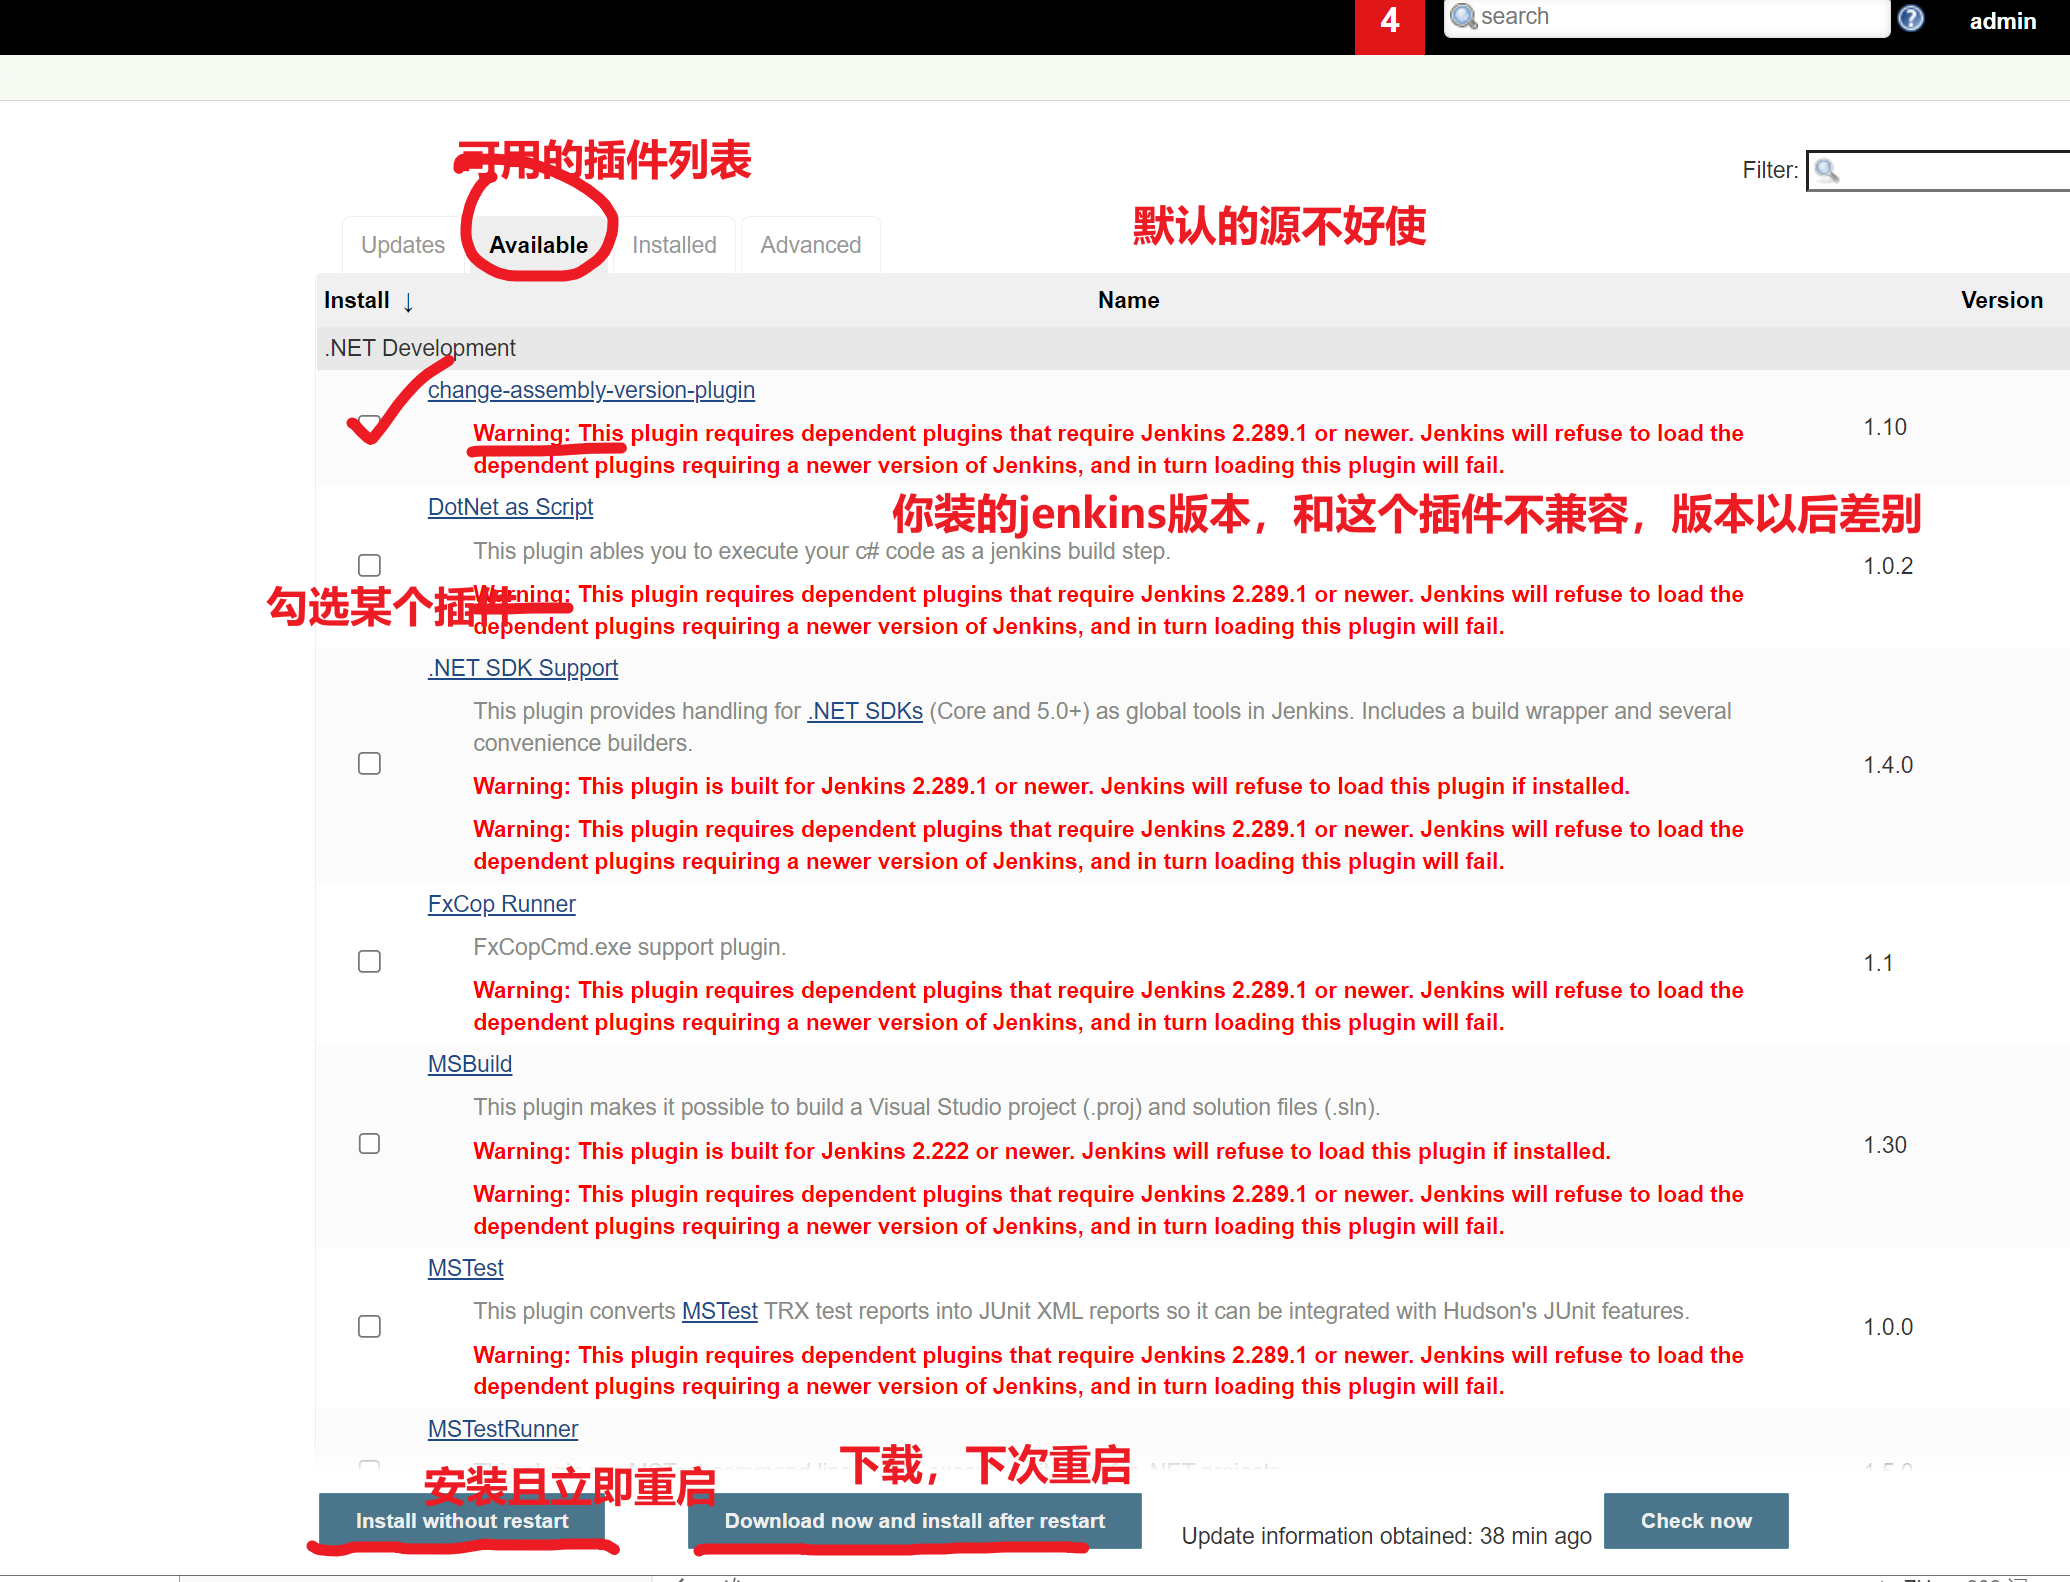 4
search
admin
可用的插件列表
Filter:
默认的源不好使
Updates
Available
Installed
Advanced
Install ↓
Name
Version
.NET Development
change-assembly-version-plugin
Warning: This plugin requires dependent plugins that require Jenkins 2.289.1 or newer. Jenkins will refuse to load the
dependent plugins requiring a newer version of Jenkins, and in turn loading this plugin will fail.
1.10
DotNet as Script
你装的jenkins版本，和这个插件不兼容，版本以后差别
This plugin ables you to execute your c# code as a jenkins build step.
1.0.2
勾选某个插件
Warning: This plugin requires dependent plugins that require Jenkins 2.289.1 or newer. Jenkins will refuse to load the
dependent plugins requiring a newer version of Jenkins, and in turn loading this plugin will fail.
.NET SDK Support
This plugin provides handling for .NET SDKs (Core and 5.0+) as global tools in Jenkins. Includes a build wrapper and several
convenience builders.
1.4.0
Warning: This plugin is built for Jenkins 2.289.1 or newer. Jenkins will refuse to load this plugin if installed.
Warning: This plugin requires dependent plugins that require Jenkins 2.289.1 or newer. Jenkins will refuse to load the
dependent plugins requiring a newer version of Jenkins, and in turn loading this plugin will fail.
FxCop Runner
FxCopCmd.exe support plugin.
1.1
Warning: This plugin requires dependent plugins that require Jenkins 2.289.1 or newer. Jenkins will refuse to load the
dependent plugins requiring a newer version of Jenkins, and in turn loading this plugin will fail.
MSBuild
This plugin makes it possible to build a Visual Studio project (.proj) and solution files (.sln).
1.30
Warning: This plugin is built for Jenkins 2.222 or newer. Jenkins will refuse to load this plugin if installed.
Warning: This plugin requires dependent plugins that require Jenkins 2.289.1 or newer. Jenkins will refuse to load the
dependent plugins requiring a newer version of Jenkins, and in turn loading this plugin will fail.
MSTest
This plugin converts MSTest TRX test reports into JUnit XML reports so it can be integrated with Hudson's JUnit features.
1.0.0
Warning: This plugin requires dependent plugins that require Jenkins 2.289.1 or newer. Jenkins will refuse to load the
dependent plugins requiring a newer version of Jenkins, and in turn loading this plugin will fail.
MSTestRunner
下载，下次重启
安装且立即重启
Install without restart
Download now and install after restart
Update information obtained: 38 min ago
Check now